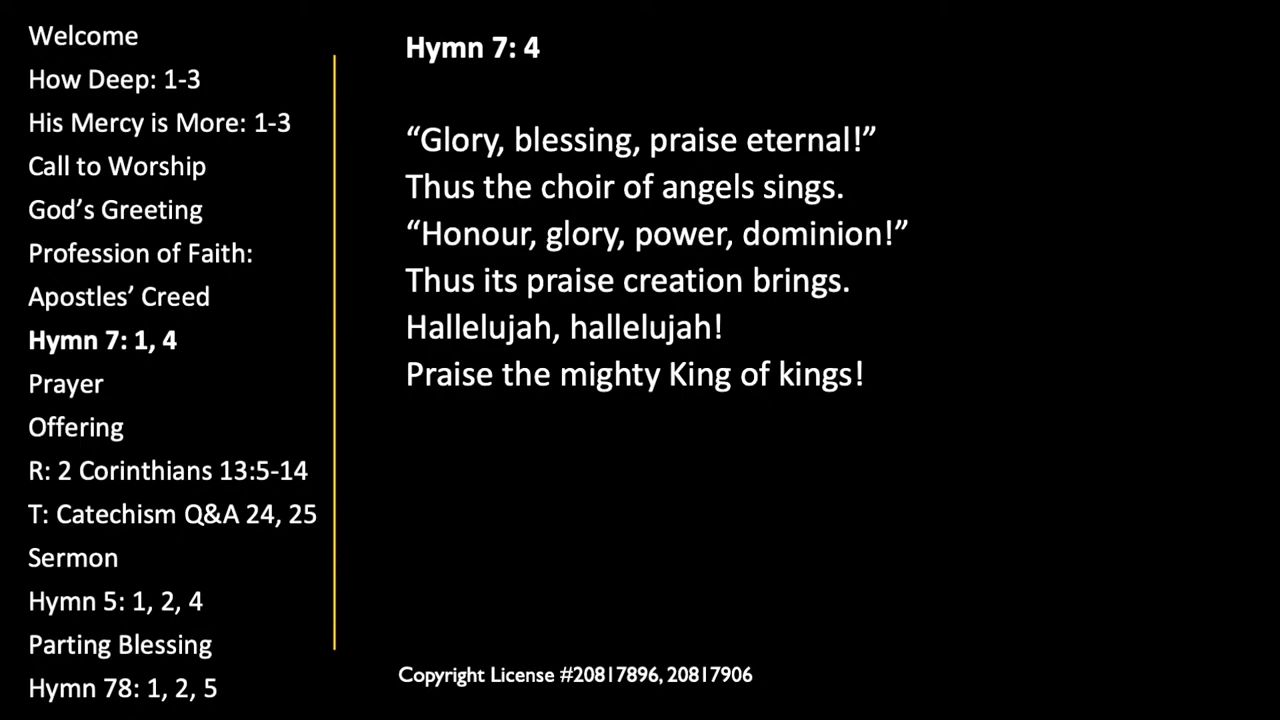 Welcome
How Deep: 1-3
His Mercy is More: 1-3
Call to Worship
God’s Greeting
Profession of Faith:
Apostles’ Creed
Hymn 7: 1, 4
Prayer
Offering
R: 2 Corinthians 13:5-14
T: Catechism Q&A 24, 25
Sermon
Hymn 5: 1, 2, 4
Parting Blessing
Hymn 78: 1, 2, 5
Hymn 7: 4
“Glory, blessing, praise eternal!”
Thus the choir of angels sings.
“Honour, glory, power, dominion!”
Thus its praise creation brings.
Hallelujah, hallelujah!
Praise the mighty King of kings!
Copyright License #20817896, 20817906